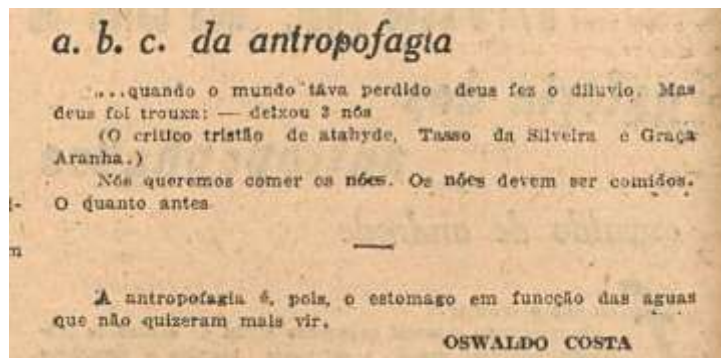 a. b. c. da antropofagia
...quando o mundo táva perdido deus fez o diluvio. Mas
deus foi trouxa: — deixou 3 nós
(O critico tristão de atahyde, Tasso da Silveira e Graça
Aranha.)
Nós queremos comer os nóes. Os nóes devem ser comidos.
O quanto antes
A antropofagia é, pois, o estomago em funcção das aguas
que não quizeram mais vir.
OSWALDO COSTA